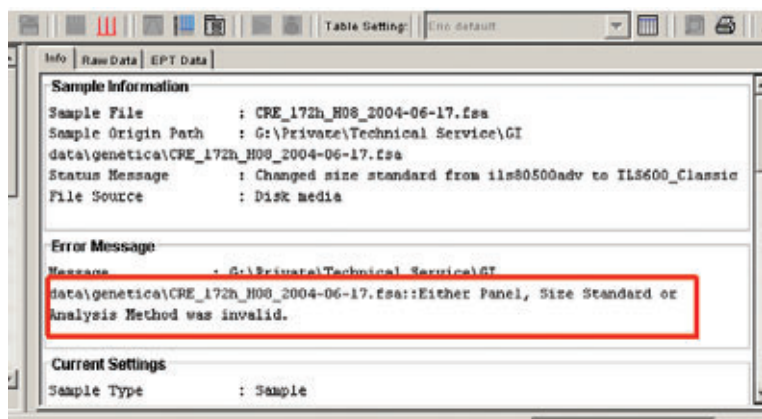 Table Setting:
Info Raw Data EPT Data
Sample Information
Sample File : CRE_172h_H08_2004-06-17.fsa
Sample Origin Path : G:\Private\Technical Service\GI
data\genetica\CRE_172h_H08_2004-06-17.fsa
Status Message : Changed size standard from ils80500adv to ILS600_Classic
File Source : Disk media
Error Message
Message : G:\Private\Technical Service\GI
data\genetica\CRE_172h_H08_2004-06-17.fsa::Either Panel, Size Standard or
Analysis Method was invalid.
Current Settings
Sample Type : Sample